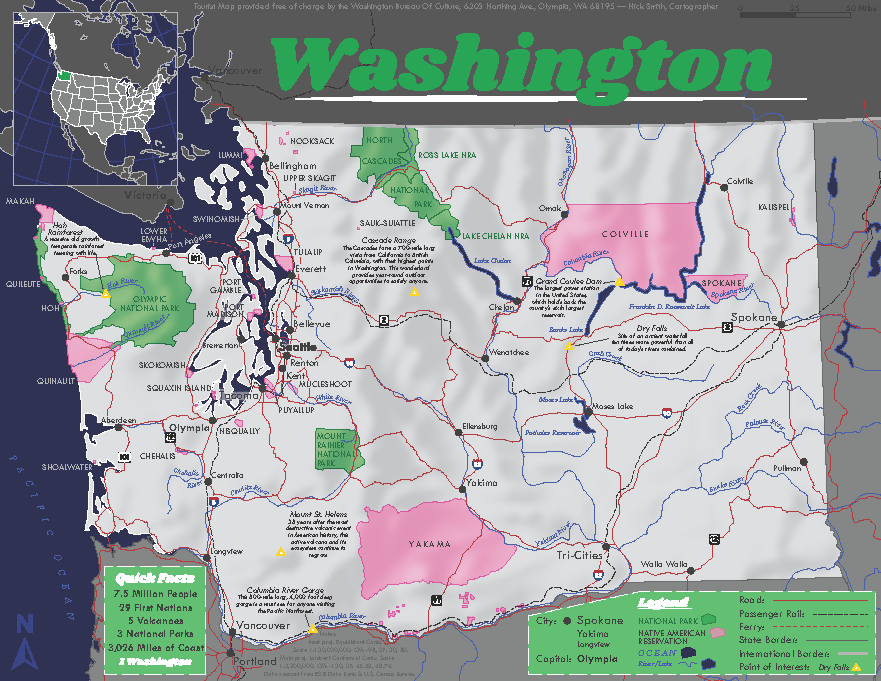 Tourist Map provided free of charge by the Washington Bureau Of Culture, 6203 Northing Ave., Olympia, WA 68195 — Nick Smith, Cartographer
0 25 50 Miles
Washington
Vancouver
Victoria
NOOKSACK
LUMMI
Bellingham
UPPER SKAGIT
Skagit River
Mount Vernon
SWINOMISH
NORTH
CASCADES
NATIONAL
PARK
ROSS LAKE NRA
LAKE CHELAN NRA
Okanogan River
Omak
COLVILLE
Colville
KALISPEL
MAKAH
Hoh
Rainforest
A massive old growth
temperate rainforest
teeming with life.
LOWER
ELWHA
Port Angeles
101
SAUK-SUIATTLE
Cascade Range
The Cascades form a 700-mile long
vista from California to British
Columbia, with their highest points
in Washington. This wonderland
provides year-round outdoor
opportunities to satisfy anyone.
TULALIP
Everett
Skykomish River
Lake Chelan
Chelan
Columbia River
Grand Coulee Dam
The largest power station
in the United States,
which holds back the
country's sixth largest
reservoir.
SPOKANE
Spokane River
Franklin D. Roosevelt Lake
Spokane
QUILEUTE
Forks
HOH
Hoh River
OLYMPIC
NATIONAL PARK
PORT
GAMBLE
PORT
MADISON
Bremerton
Bellevue
Seattle
Renton
Kent
2
2
Banks Lake
Dry Falls
Site of an ancient waterfall
ten times more powerful than all
of today's rivers combined.
Wenatchee
Crab Creek
QUINAULT
SKOKOMISH
SQUAXIN ISLAND
Tacoma
MUCLESHOOT
PUYALLUP
White River
Moses Lake
Moses Lake
Potholes Reservoir
Rock Creek
Palouse River
Aberdeen
Olympia
NISQUALLY
12
101
CHEHALIS
Chehalis
River
SHOALWATER
Centralia
Cowlitz River
MOUNT
RAINIER
NATIONAL
PARK
Ellensburg
Yakima
Pullman
Snake River
PACIFIC OCEAN
Mount St. Helens
38 years after the most
destructive volcanic event
in American history, this
active volcano and its
ecosystem continue to
regrow.
Longview
YAKAMA
Yakima River
Tri-Cities
Walla Walla
12
Columbia River Gorge
The 80-mile long, 4,000 foot deep
gorge is a must see for anyone visiting
the Pacific Northwest.
Columbia River
Vancouver
Portland
N
Quick Facts
7.5 Million People
29 First Nations
5 Volcanoes
3 National Parks
3,026 Miles of Coast
1 Washington
Legend
City: Spokane
Yakima
Longview
Capitol: Olympia
NATIONAL PARK
NATIVE AMERICAN
RESERVATION
OCEAN
River/Lake
Road:
Passenger Rail:
Ferry:
State Border:
International Border:
Point of Interest: Dry Falls